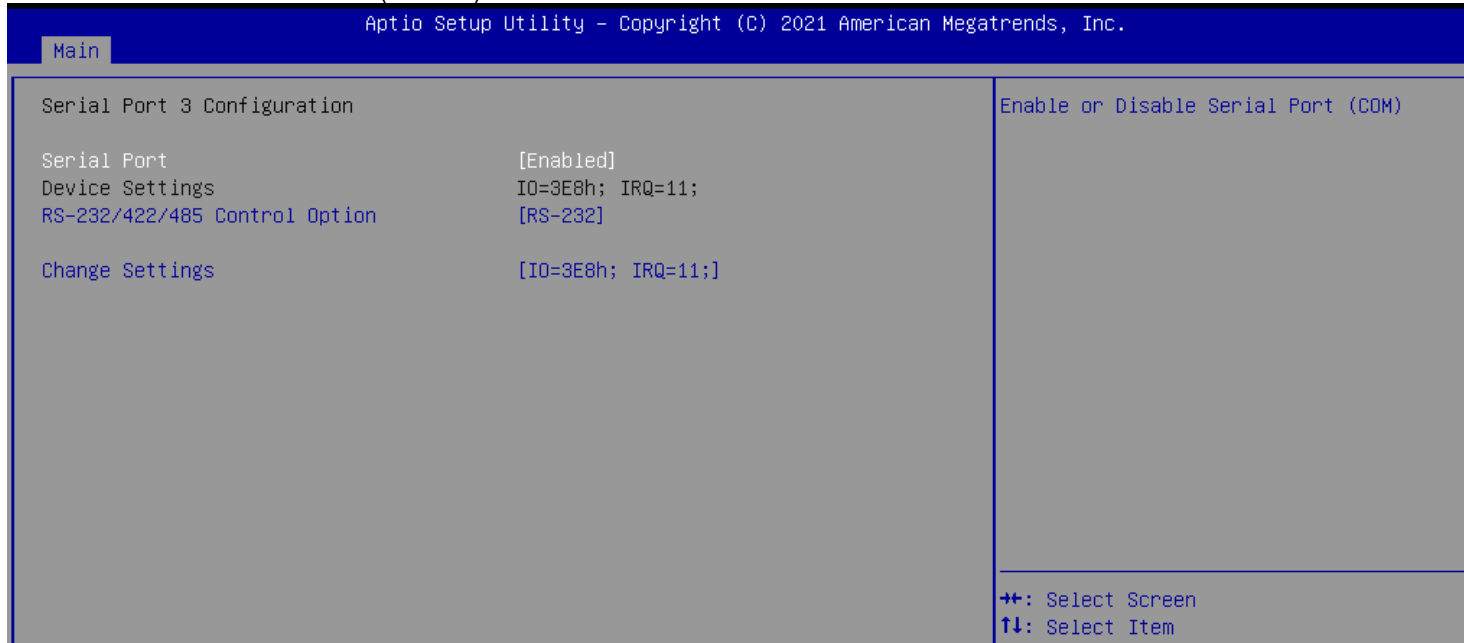 Aptio Setup Utility – Copyright (C) 2021 American Megatrends, Inc.
Main
Serial Port 3 Configuration
Serial Port [Enabled]
Device Settings IO=3E8h; IRQ=11;
RS-232/422/485 Control Option [RS-232]
Change Settings [IO=3E8h; IRQ=11;]
Enable or Disable Serial Port (COM)
→←: Select Screen
↑↓: Select Item